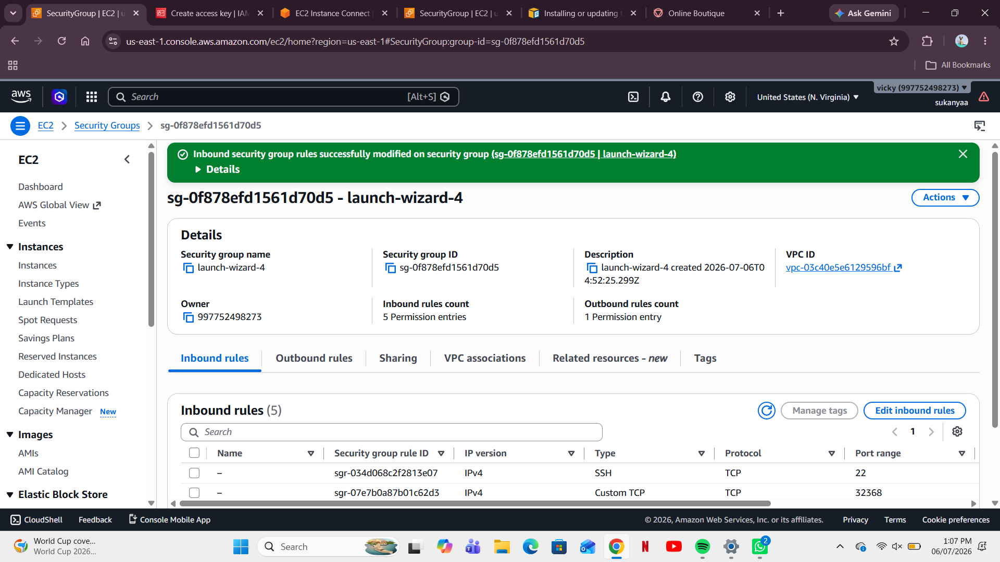 SecurityGroup | EC2 | u
Create access key | IAM
EC2 Instance Connect
SecurityGroup | EC2 | u
Installing or updating t
Online Boutique
Ask Gemini
us-east-1.console.aws.amazon.com/ec2/home?region=us-east-1#SecurityGroup:group-id=sg-0f878efd1561d70d5
All Bookmarks
aws
Search
[Alt+S]
United States (N. Virginia)
vicky (997752498273)
sukanyaa
EC2
Security Groups
sg-0f878efd1561d70d5
EC2
Dashboard
AWS Global View
Events
Instances
Instances
Instance Types
Launch Templates
Spot Requests
Savings Plans
Reserved Instances
Dedicated Hosts
Capacity Reservations
Capacity Manager New
Images
AMIs
AMI Catalog
Elastic Block Store
Inbound security group rules successfully modified on security group (sg-0f878efd1561d70d5 | launch-wizard-4)
Details
sg-0f878efd1561d70d5 - launch-wizard-4
Actions
Details
Security group name
launch-wizard-4
Security group ID
sg-0f878efd1561d70d5
Description
launch-wizard-4 created 2026-07-06T0
4:52:25.299Z
VPC ID
vpc-03c40e5e6129596bf
Owner
997752498273
Inbound rules count
5 Permission entries
Outbound rules count
1 Permission entry
Inbound rules
Outbound rules
Sharing
VPC associations
Related resources - new
Tags
Inbound rules (5)
Manage tags
Edit inbound rules
Search
1
Name Security group rule ID IP version Type Protocol Port range
– sgr-034d068c2f2813e07 IPv4 SSH TCP 22
– sgr-07e7b0a87b01c62d3 IPv4 Custom TCP TCP 32368
CloudShell
Feedback
Console Mobile App
© 2026, Amazon Web Services, Inc. or its affiliates.
Privacy
Terms
Cookie preferences
World Cup cove...
World Cup 2026...
Search
2
1:07 PM
06/07/2026